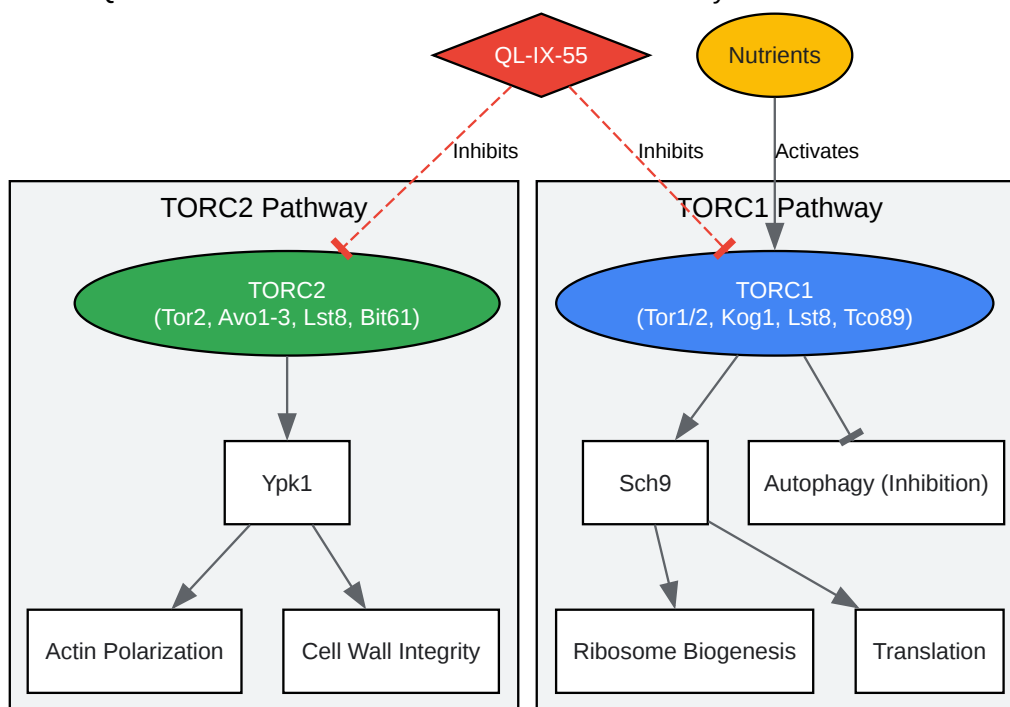 QL-IX-55
Nutrients
Inhibits
Inhibits
Activates
TORC2 Pathway
TORC1 Pathway
TORC2
(Tor2, Avo1-3, Lst8, Bit61)
TORC1
(Tor1/2, Kog1, Lst8, Tco89)
Ypk1
Sch9
Autophagy (Inhibition)
Actin Polarization
Cell Wall Integrity
Ribosome Biogenesis
Translation